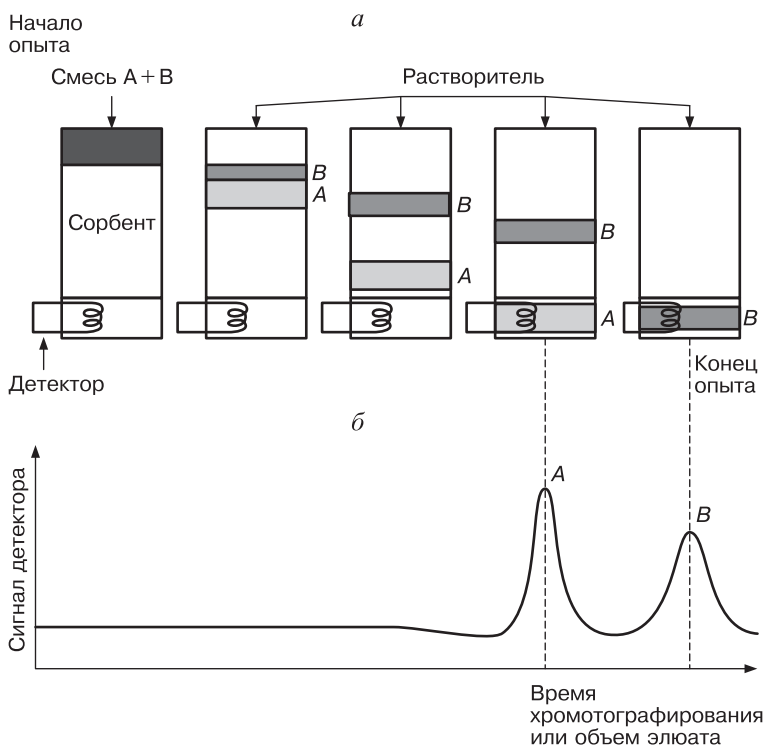 а
Начало
опыта
Смесь А + В
Растворитель
В
А
В
Сорбент
В
А
А
В
Детектор
Конец
опыта
б
Сигнал детектора
А
В
Время
хромотографирования
или объем элюата